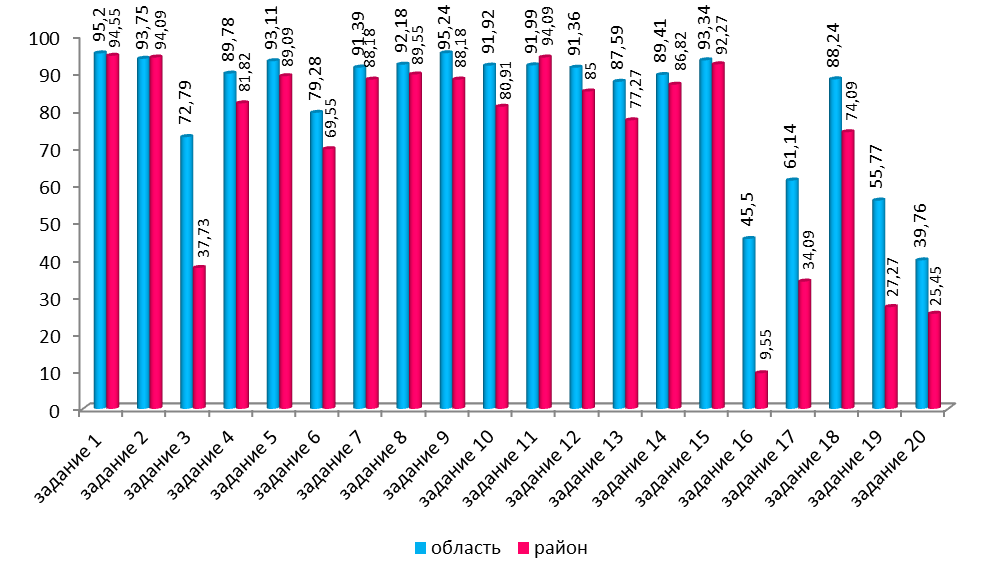 95,2 94,55 93,75 94,09 72,79 37,73 89,78 81,82 93,11 89,09 79,28 69,55 91,39 88,18 92,18 89,55 95,24 88,18 91,92 80,91 91,99 94,09 91,36 85 87,59 77,27 89,41 86,82 93,34 92,27 45,5 9,55 61,14 34,09 88,24 74,09 55,77 27,27 39,76 25,45
100
90
80
70
60
50
40
30
20
10
0
задание 1
задание 2
задание 3
задание 4
задание 5
задание 6
задание 7
задание 8
задание 9
задание 10
задание 11
задание 12
задание 13
задание 14
задание 15
задание 16
задание 17
задание 18
задание 19
задание 20
область район